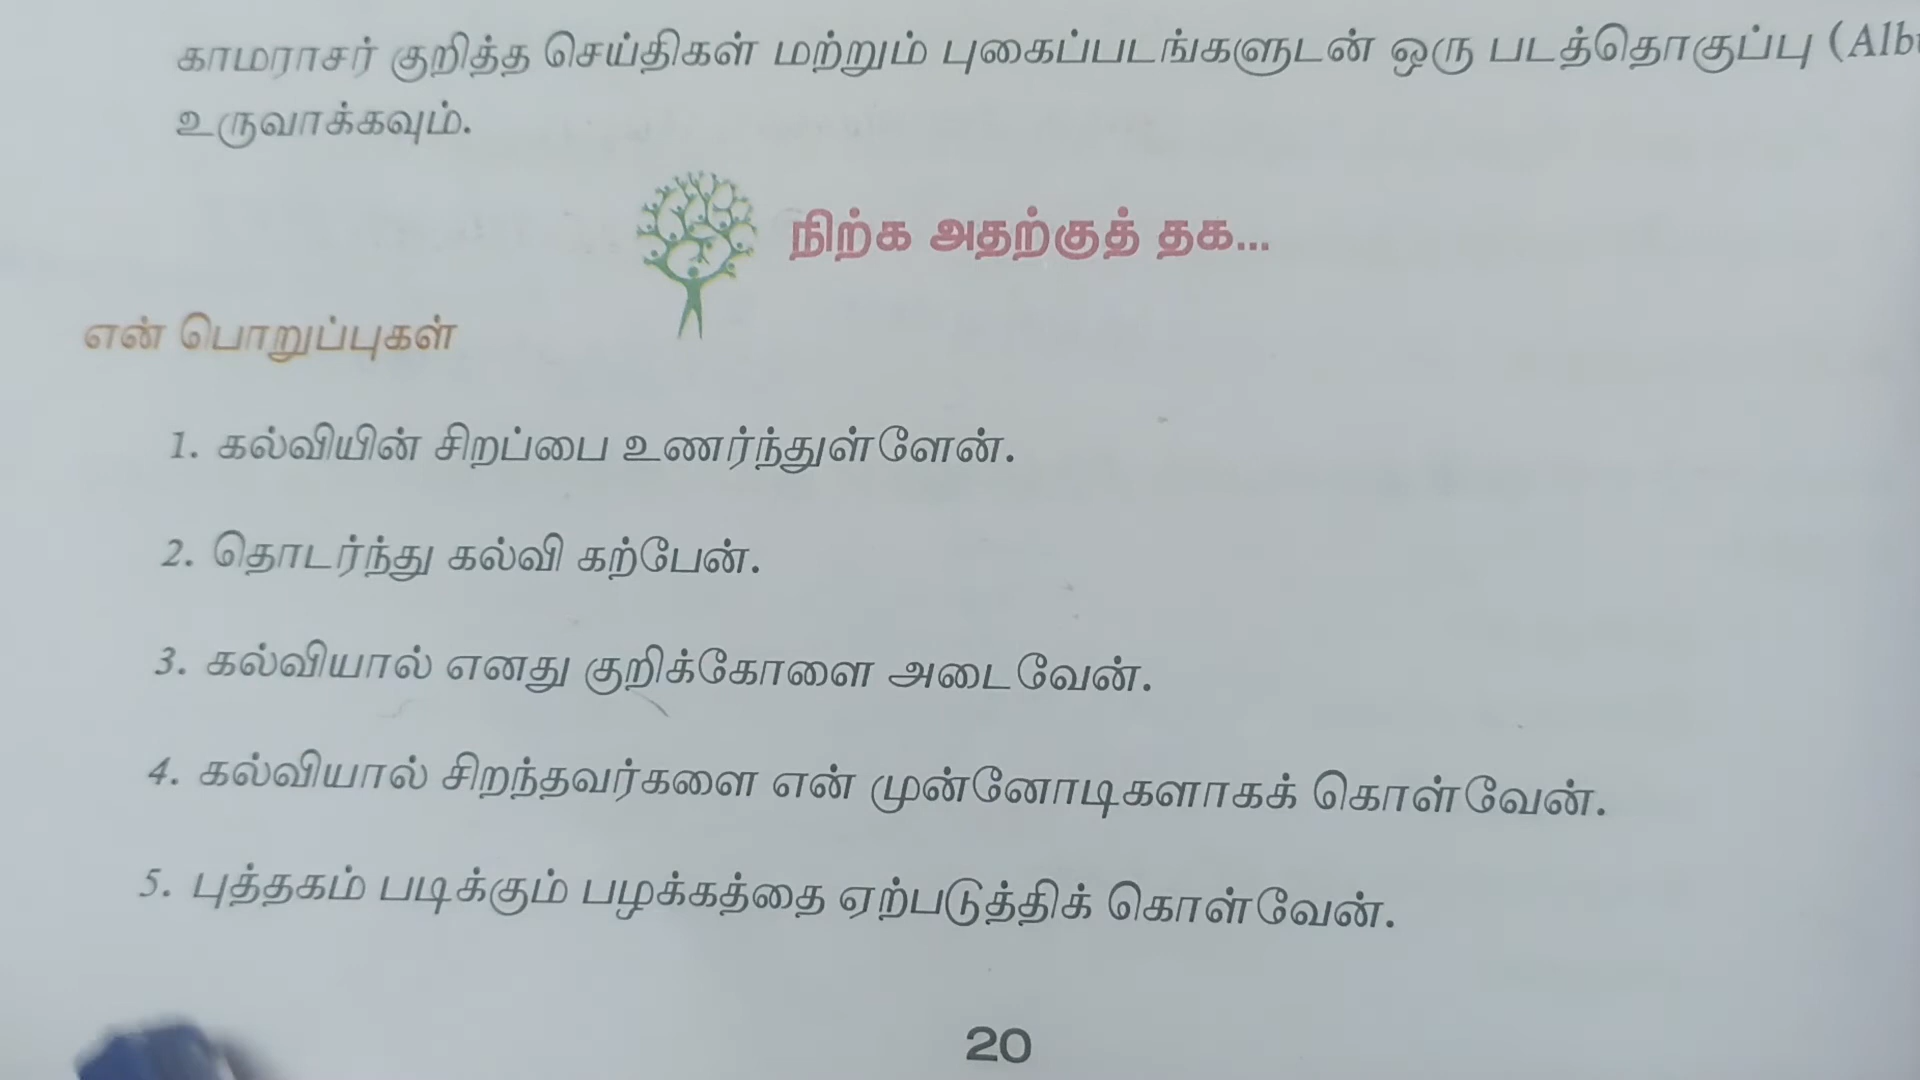 காமராசர் குறித்த செய்திகள் மற்றும் புகைப்படங்களுடன் ஒரு படத்தொகுப்பு (Alb
உருவாக்கவும்.
நிற்க அதற்குத் தக...
என் பொறுப்புகள்
1. கல்வியின் சிறப்பை உணர்ந்துள்ளேன்.
2. தொடர்ந்து கல்வி கற்பேன்.
3. கல்வியால் எனது குறிக்கோளை அடைவேன்.
4. கல்வியால் சிறந்தவர்களை என் முன்னோடிகளாகக் கொள்வேன்.
5. புத்தகம் படிக்கும் பழக்கத்தை ஏற்படுத்திக் கொள்வேன்.
20